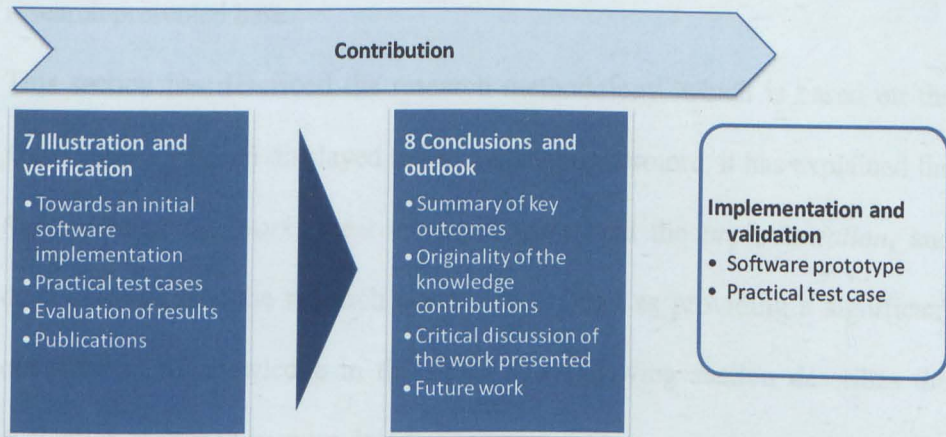 Contribution
7 Illustration and
verification
• Towards an initial
software
implementation
• Practical test cases
• Evaluation of results
• Publications
8 Conclusions and
outlook
• Summary of key
outcomes
• Originality of the
knowledge
contributions
• Critical discussion of
the work presented
• Future work
Implementation and
validation
• Software prototype
• Practical test case